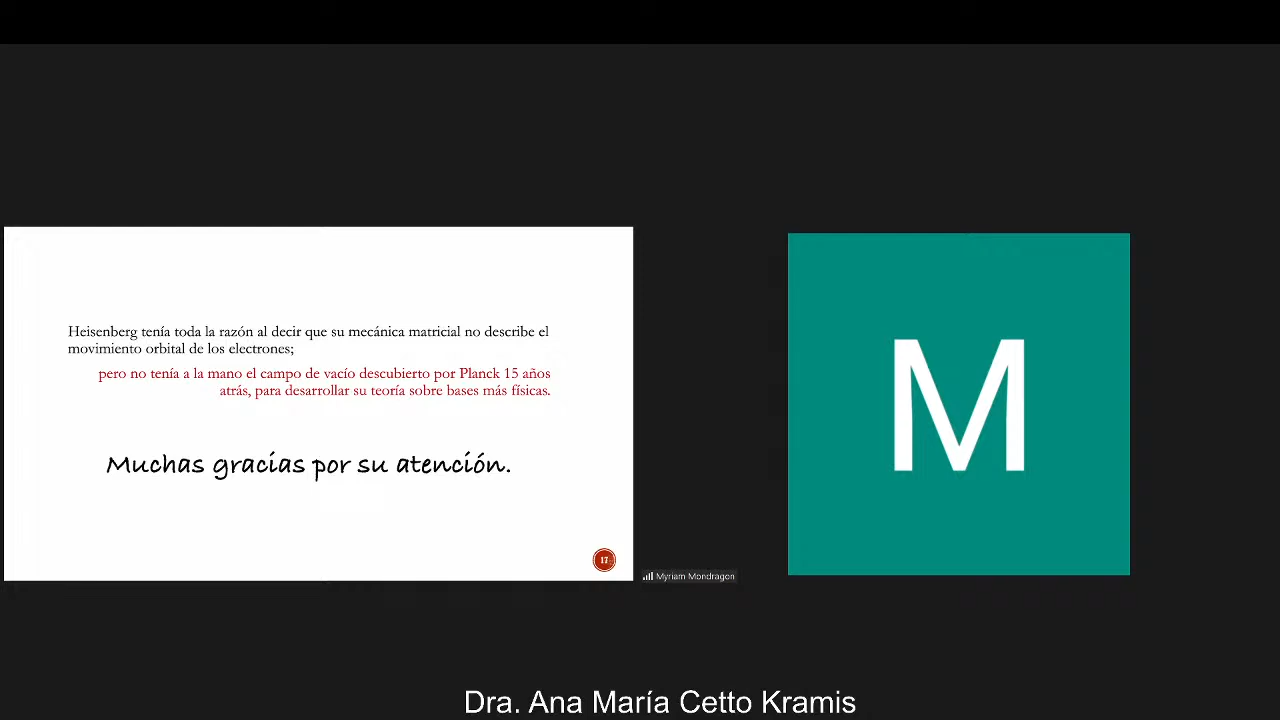 Heisenberg tenía toda la razón al decir que su mecánica matricial no describe el
movimiento orbital de los electrones;
pero no tenía a la mano el campo de vacío descubierto por Planck 15 años
atrás, para desarrollar su teoría sobre bases más físicas.
Muchas gracias por su atención.
17
M
Myriam Mondragon
Dra. Ana María Cetto Kramis